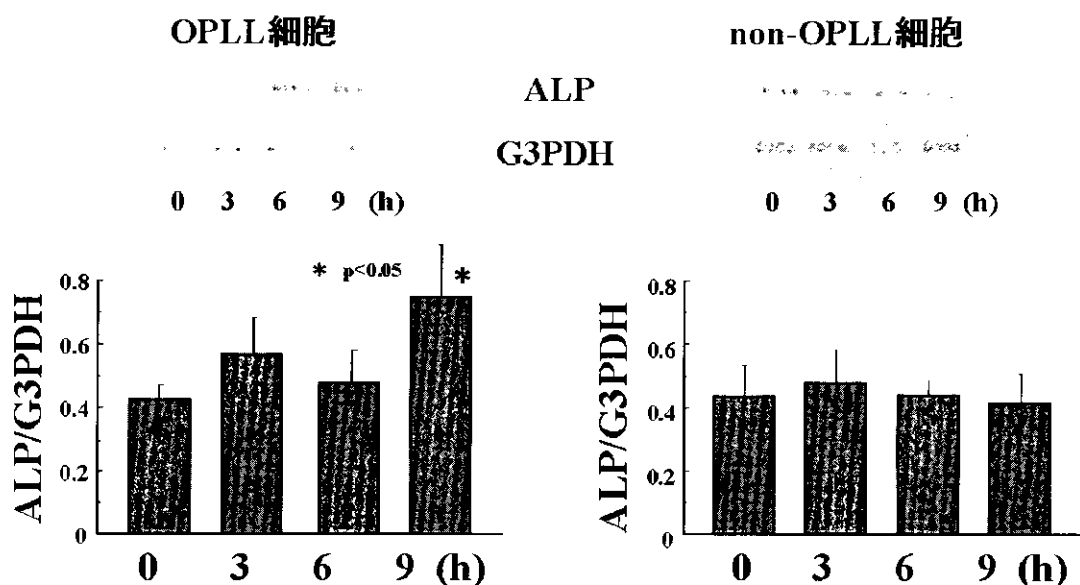 OPLL細胞
non-OPLL細胞
ALP
G3PDH
0 3 6 9 (h)
0 3 6 9 (h)
ALP/G3PDH
0.8
0.6
0.4
0.2
0
* p<0.05
*
0 3 6 9 (h)
ALP/G3PDH
0.8
0.6
0.4
0.2
0
0 3 6 9 (h)